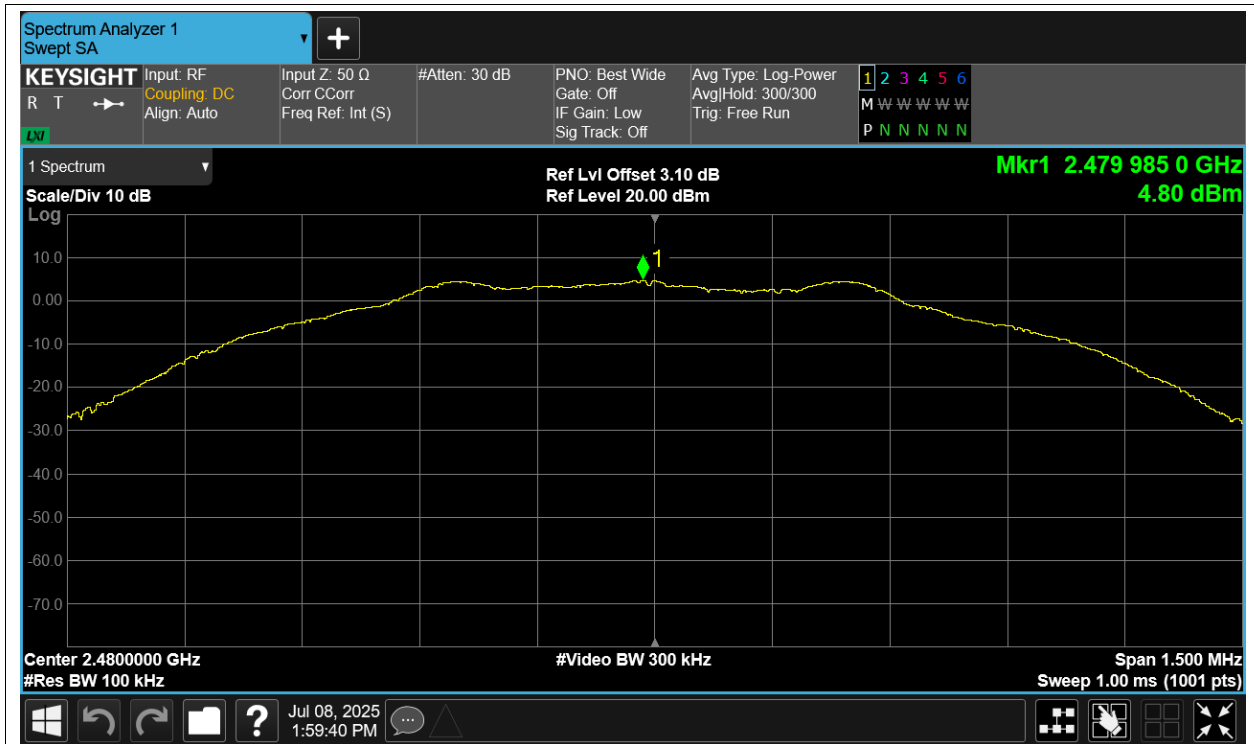 Spectrum Analyzer 1
Swept SA
+
KEYSIGHT
R T
LXI
Input: RF
Coupling: DC
Align: Auto
Input Z: 50 Ω
Corr CCorr
Freq Ref: Int (S)
#Atten: 30 dB
PNO: Best Wide
Gate: Off
IF Gain: Low
Sig Track: Off
Avg Type: Log-Power
Avg|Hold: 300/300
Trig: Free Run
1 2 3 4 5 6
M W W W W W
P N N N N N
1 Spectrum
Scale/Div 10 dB
Log
Ref Lvl Offset 3.10 dB
Ref Level 20.00 dBm
Mkr1 2.479 985 0 GHz
4.80 dBm
1
10.0
0.00
-10.0
-20.0
-30.0
-40.0
-50.0
-60.0
-70.0
Center 2.4800000 GHz
#Res BW 100 kHz
#Video BW 300 kHz
Span 1.500 MHz
Sweep 1.00 ms (1001 pts)
?
Jul 08, 2025
1:59:40 PM